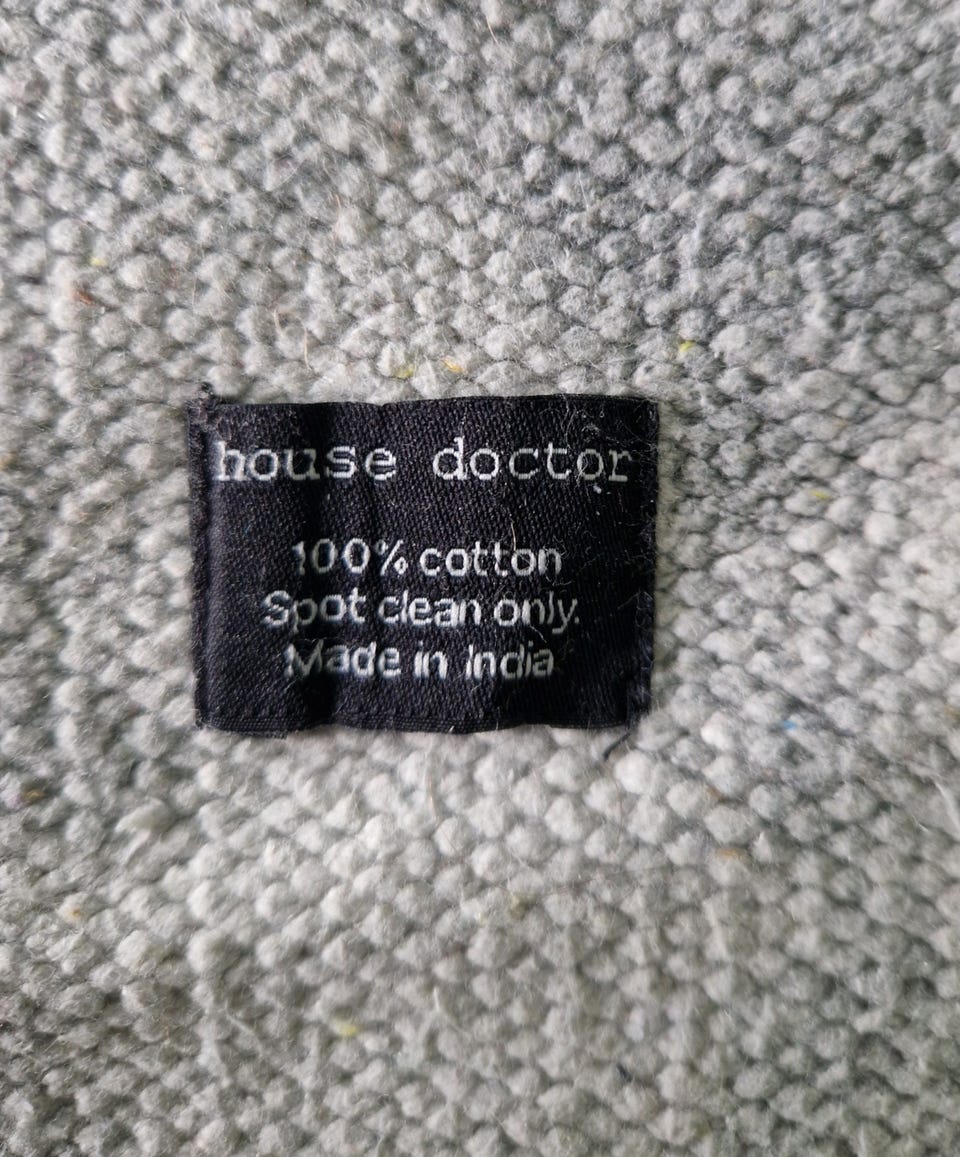 house doctor
100% cotton
Spot clean only.
Made in India